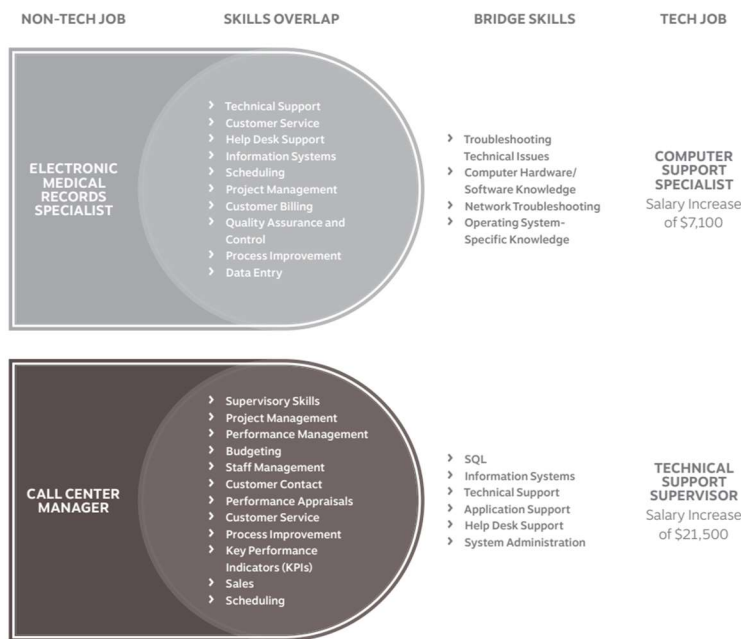 NON-TECH JOB
SKILLS OVERLAP
BRIDGE SKILLS
TECH JOB
ELECTRONIC
MEDICAL
RECORDS
SPECIALIST
› Technical Support
› Customer Service
› Help Desk Support
› Information Systems
› Scheduling
› Project Management
› Customer Billing
› Quality Assurance and
Control
› Process Improvement
› Data Entry
› Troubleshooting
Technical Issues
› Computer Hardware/
Software Knowledge
› Network Troubleshooting
› Operating System-
Specific Knowledge
COMPUTER
SUPPORT
SPECIALIST
Salary Increase
of $7,100
CALL CENTER
MANAGER
› Supervisory Skills
› Project Management
› Performance Management
› Budgeting
› Staff Management
› Customer Contact
› Performance Appraisals
› Customer Service
› Process Improvement
› Key Performance
Indicators (KPIs)
› Sales
› Scheduling
› SQL
› Information Systems
› Technical Support
› Application Support
› Help Desk Support
› System Administration
TECHNICAL
SUPPORT
SUPERVISOR
Salary Increase
of $21,500